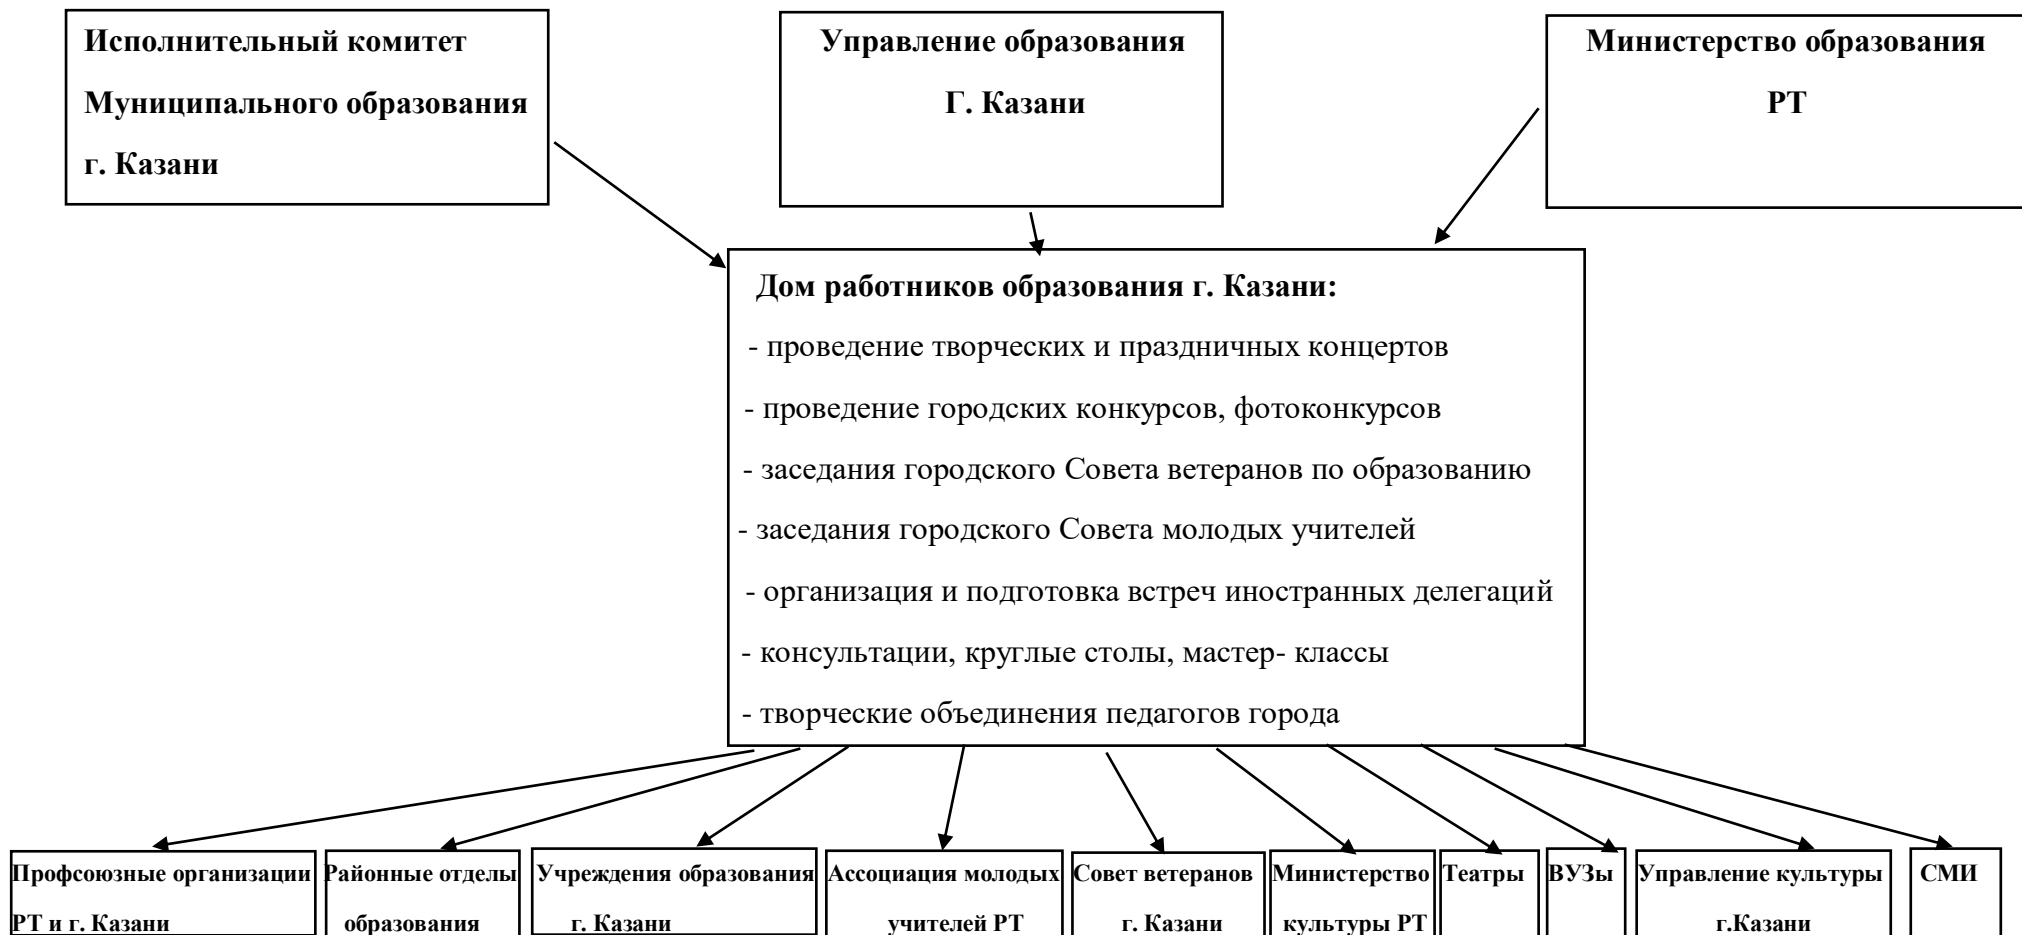 Исполнительный комитет
Муниципального образования
г. Казани
Управление образования
Г. Казани
Министерство образования
РТ
Дом работников образования г. Казани:
- проведение творческих и праздничных концертов
- проведение городских конкурсов, фотоконкурсов
- заседания городского Совета ветеранов по образованию
- заседания городского Совета молодых учителей
- организация и подготовка встреч иностранных делегаций
- консультации, круглые столы, мастер- классы
- творческие объединения педагогов города
Профсоюзные организации
РТ и г. Казани
Районные отделы
образования
Учреждения образования
г. Казани
Ассоциация молодых
учителей РТ
Совет ветеранов
г. Казани
Министерство
культуры РТ
Театры
ВУЗы
Управление культуры
г.Казани
СМИ